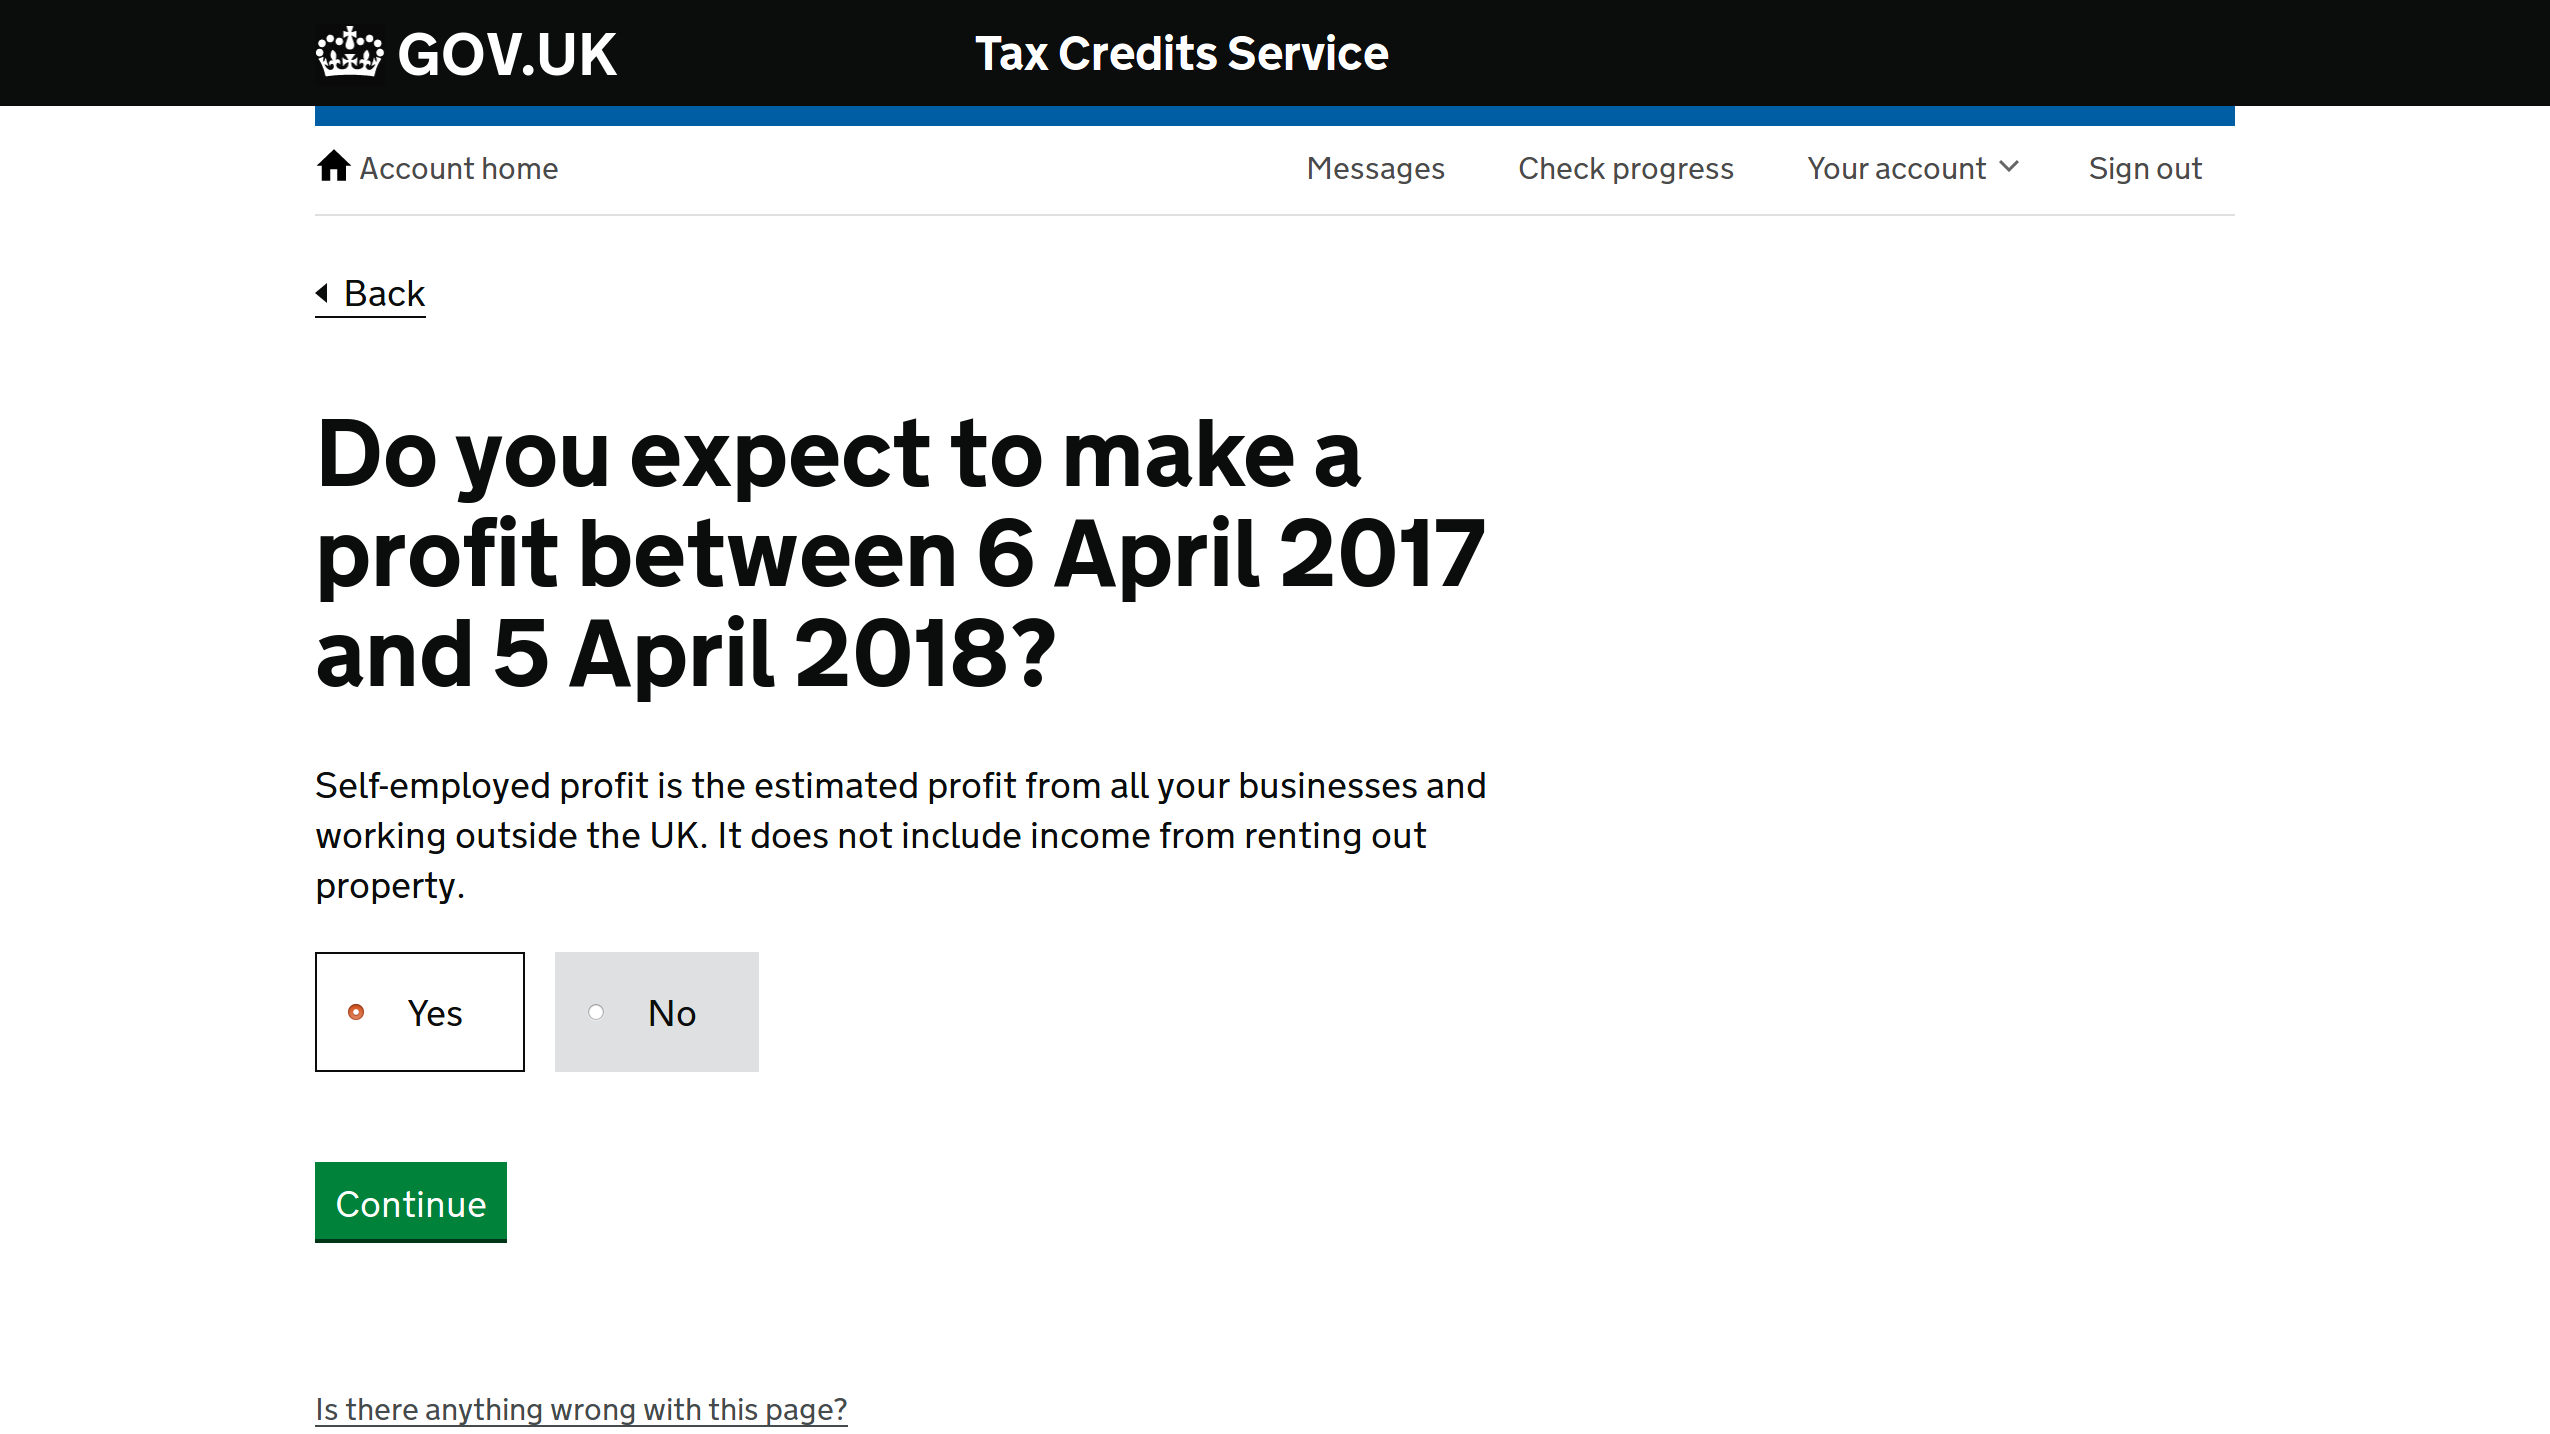 GOV.UK
Tax Credits Service
Account home
Messages
Check progress
Your account
Sign out
Back
Do you expect to make a
profit between 6 April 2017
and 5 April 2018?
Self-employed profit is the estimated profit from all your businesses and
working outside the UK. It does not include income from renting out
property.
Yes
No
Continue
Is there anything wrong with this page?